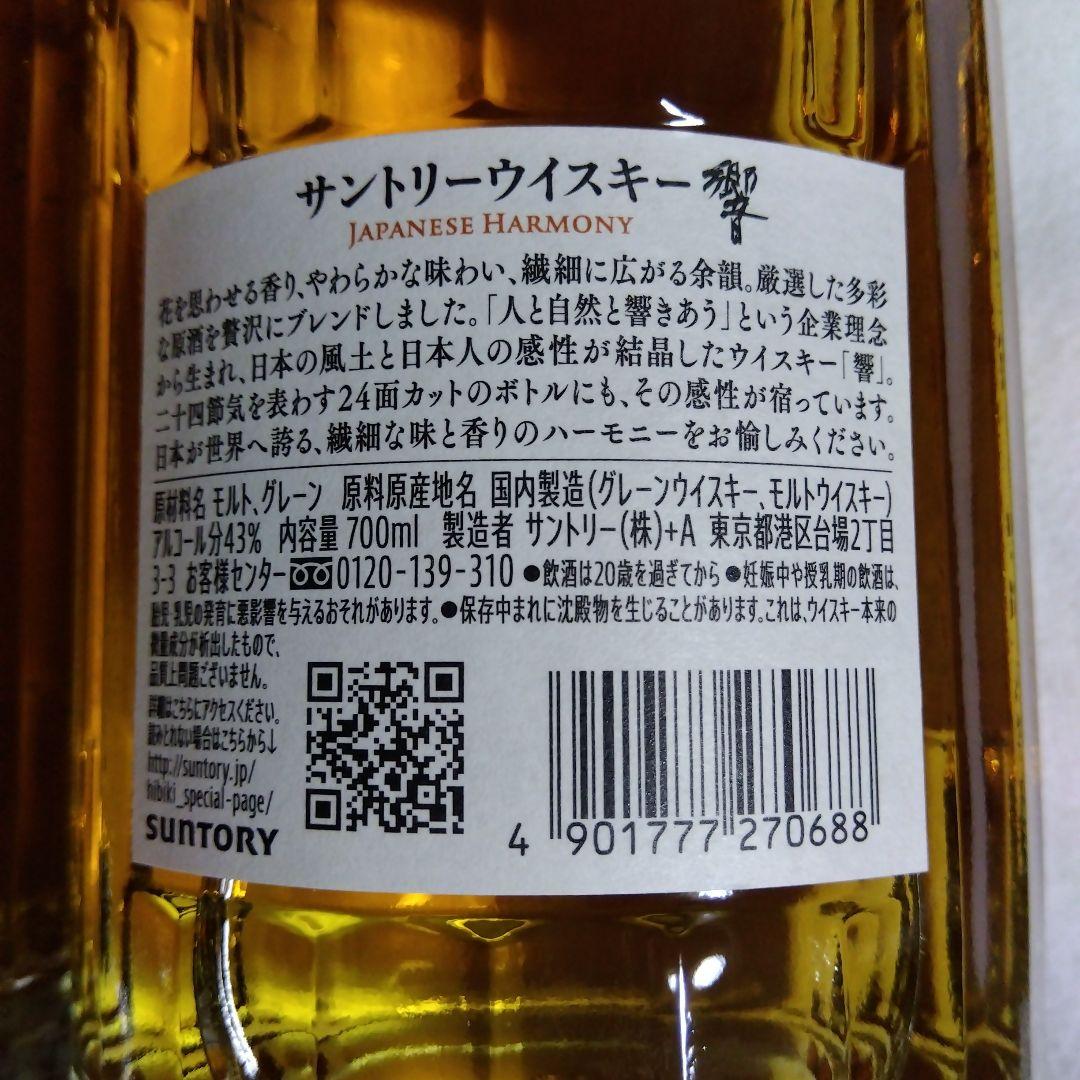 サントリーウイスキー 響
JAPANESE HARMONY
花を思わせる香り、やわらかな味わい、繊細に広がる余韻。厳選した多彩
な原酒を贅沢にブレンドしました。「人と自然と響きあう」という企業理念
から生まれ、日本の風土と日本人の感性が結晶したウイスキー「響」。
二十四節気を表わす24面カットのボトルにも、その感性が宿っています。
日本が世界へ誇る、繊細な味と香りのハーモニーをお愉しみください。
原材料名 モルト、グレーン 原料原産地名 国内製造(グレーンウイスキー、モルトウイスキー)
アルコール分43% 内容量 700ml 製造者 サントリー(株)+A 東京都港区台場2丁目
3-3 お客様センター 0120-139-310 ●飲酒は20歳を過ぎてから ●妊娠中や授乳期の飲酒は、
胎児・乳児の発育に悪影響を与えるおそれがあります。●保存中まれに沈殿物を生じることがあります。これは、ウイスキー本来の
微量成分が析出したもので、
品質上問題ございません。
詳細はこちらにアクセスください。
読みとれない場合はこちらから↓
http://suntory.jp/
hibiki_special-page/
SUNTORY
4 901777 270688